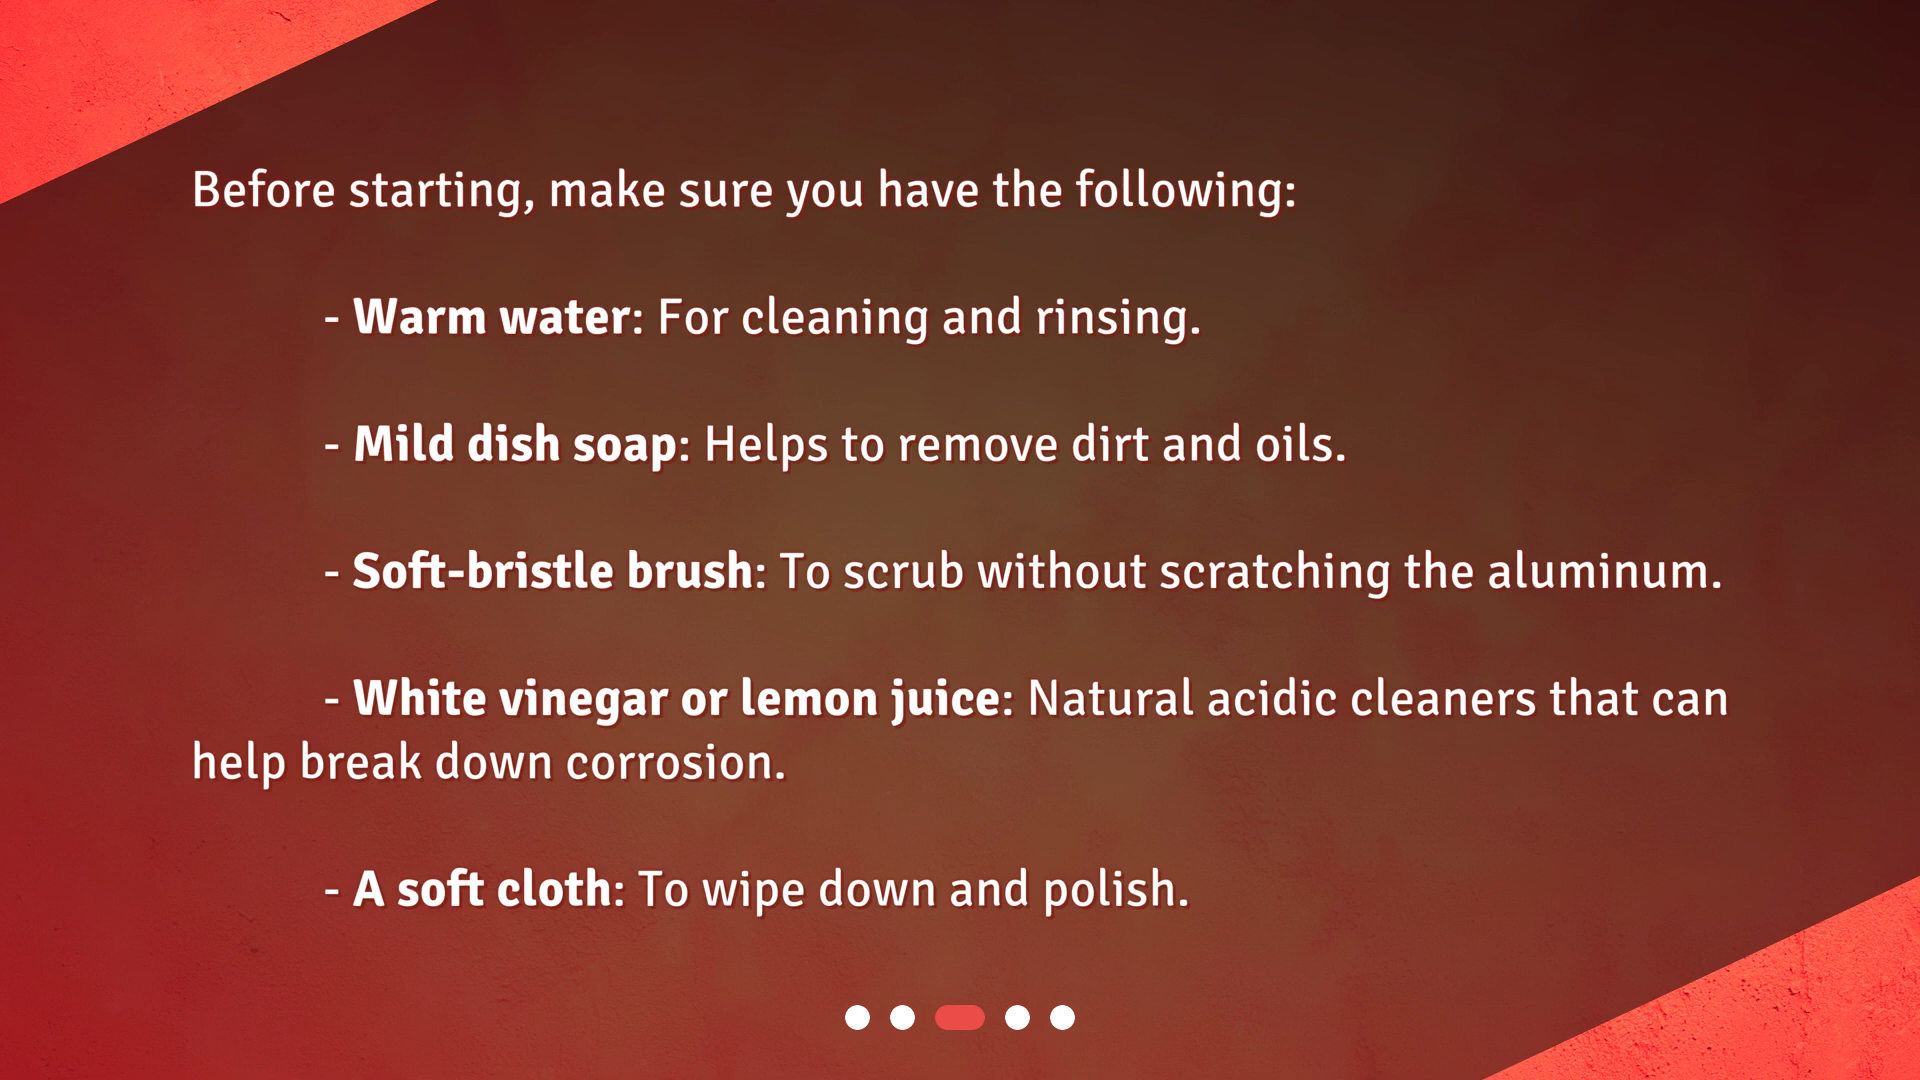 Before starting, make sure you have the following:
- Warm water: For cleaning and rinsing.
- Mild dish soap: Helps to remove dirt and oils.
- Soft-bristle brush: To scrub without scratching the aluminum.
- White vinegar or lemon juice: Natural acidic cleaners that can
help break down corrosion.
- A soft cloth: To wipe down and polish.